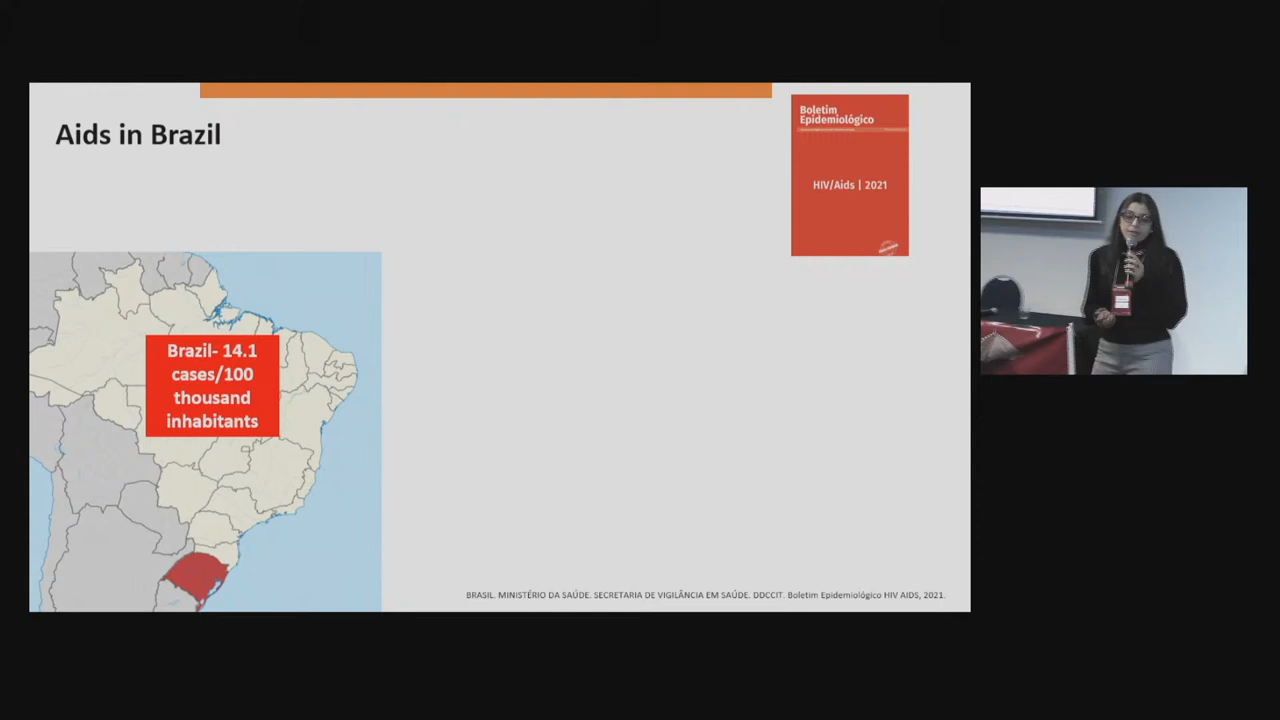 Aids in Brazil
Boletim
Epidemiológico
HIV/Aids | 2021
Brazil- 14.1
cases/100
thousand
inhabitants
BRASIL. MINISTÉRIO DA SAÚDE. SECRETARIA DE VIGILÂNCIA EM SAÚDE. DDCCIT. Boletim Epidemiológico HIV AIDS, 2021.